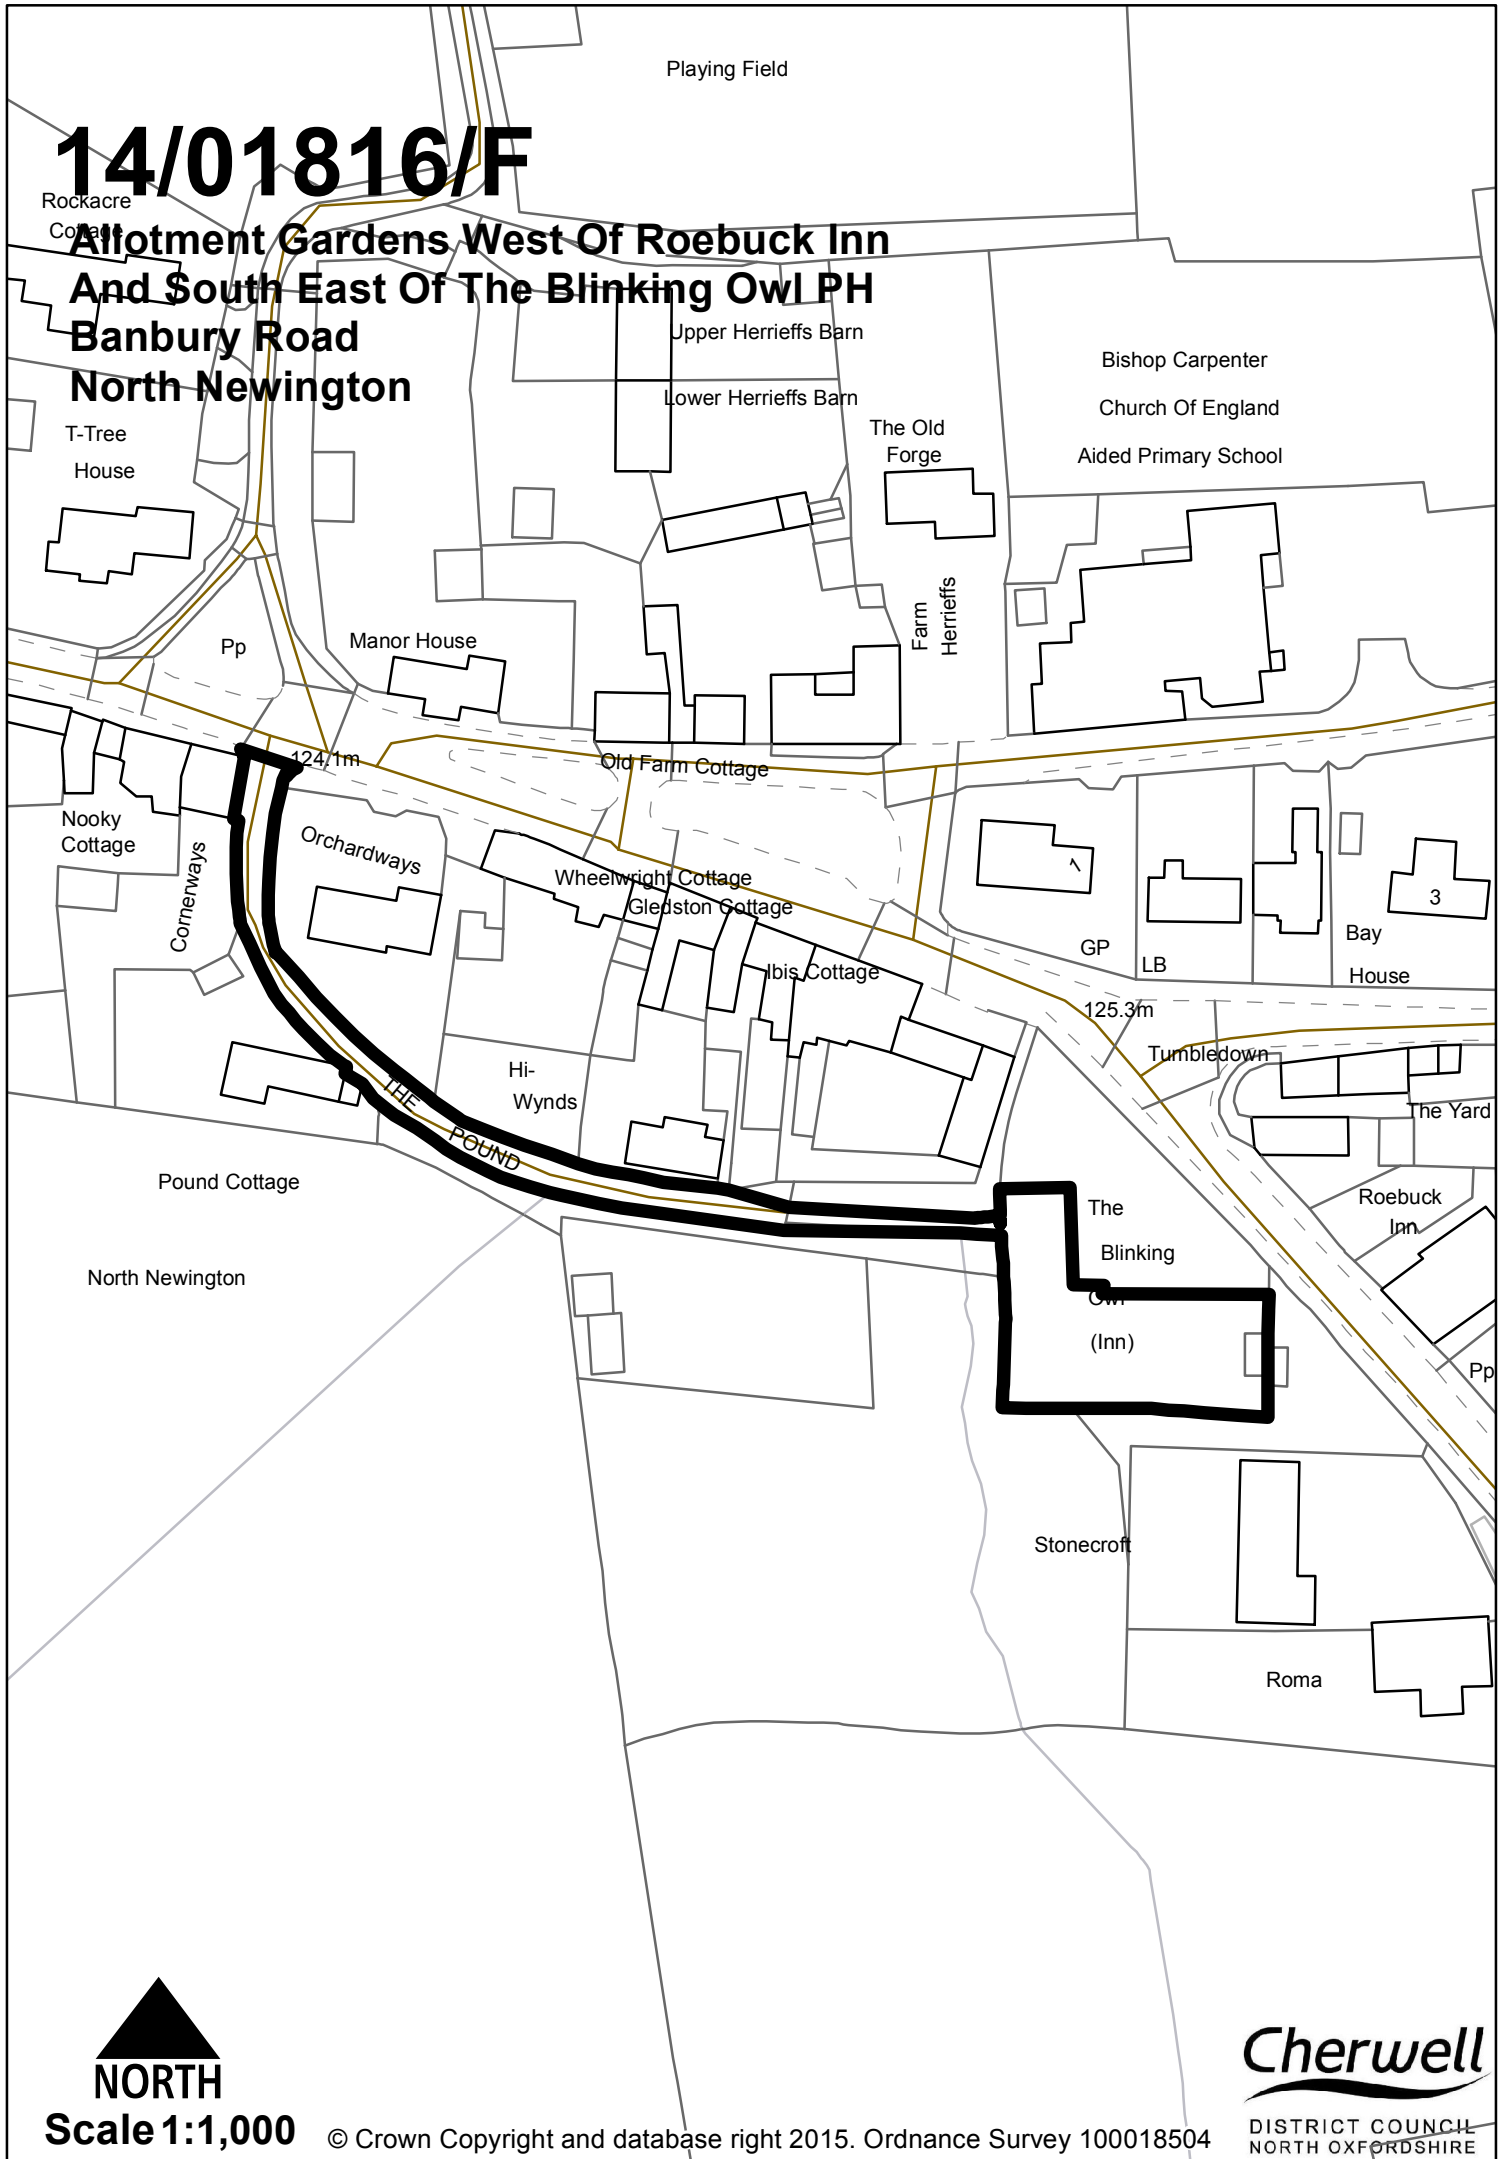 Playing Field
14/01816/F
Rockacre
Cottage
Allotment Gardens West Of Roebuck Inn
And South East Of The Blinking Owl PH
Banbury Road
North Newington
Upper Herrieffs Barn
Lower Herrieffs Barn
Bishop Carpenter
Church Of England
Aided Primary School
The Old
Forge
T-Tree
House
Farm
Herrieffs
Pp
Manor House
124.1m
Old Farm Cottage
Nooky
Cottage
Cornerways
Orchardways
Wheelwright Cottage
Gledston Cottage
Ibis Cottage
1
3
GP
LB
Bay
House
125.3m
Tumbledown
The Yard
Hi-
Wynds
THE
POUND
Pound Cottage
North Newington
Roebuck
Inn
The
Blinking
Owl
(Inn)
Pp
Stonecroft
Roma
NORTH
Scale 1:1,000
© Crown Copyright and database right 2015. Ordnance Survey 100018504
Cherwell
DISTRICT COUNCIL
NORTH OXFORDSHIRE